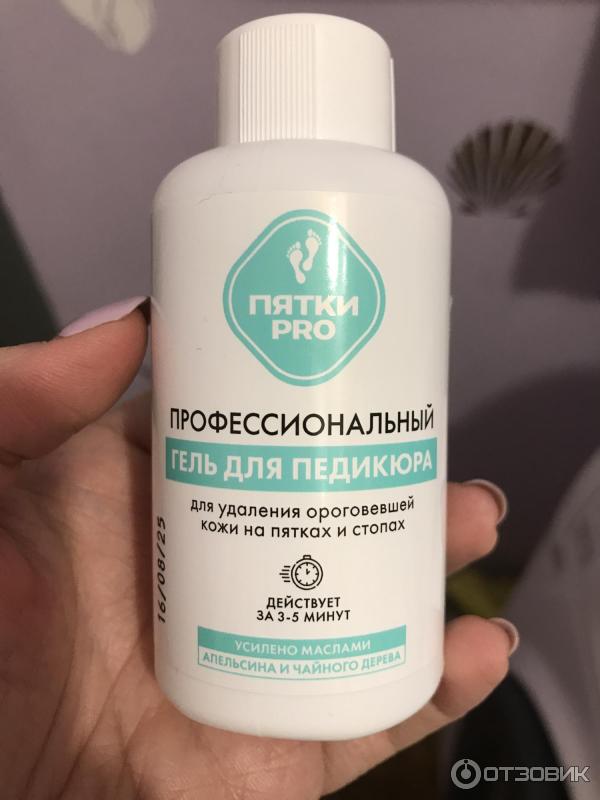 ПЯТКИ
PRO
ПРОФЕССИОНАЛЬНЫЙ
ГЕЛЬ ДЛЯ ПЕДИКЮРА
для удаления ороговевшей
кожи на пятках и стопах
ДЕЙСТВУЕТ
ЗА 3-5 МИНУТ
УСИЛЕНО МАСЛАМИ
АПЕЛЬСИНА И ЧАЙНОГО ДЕРЕВА
16/08/25
ОТЗОВИК